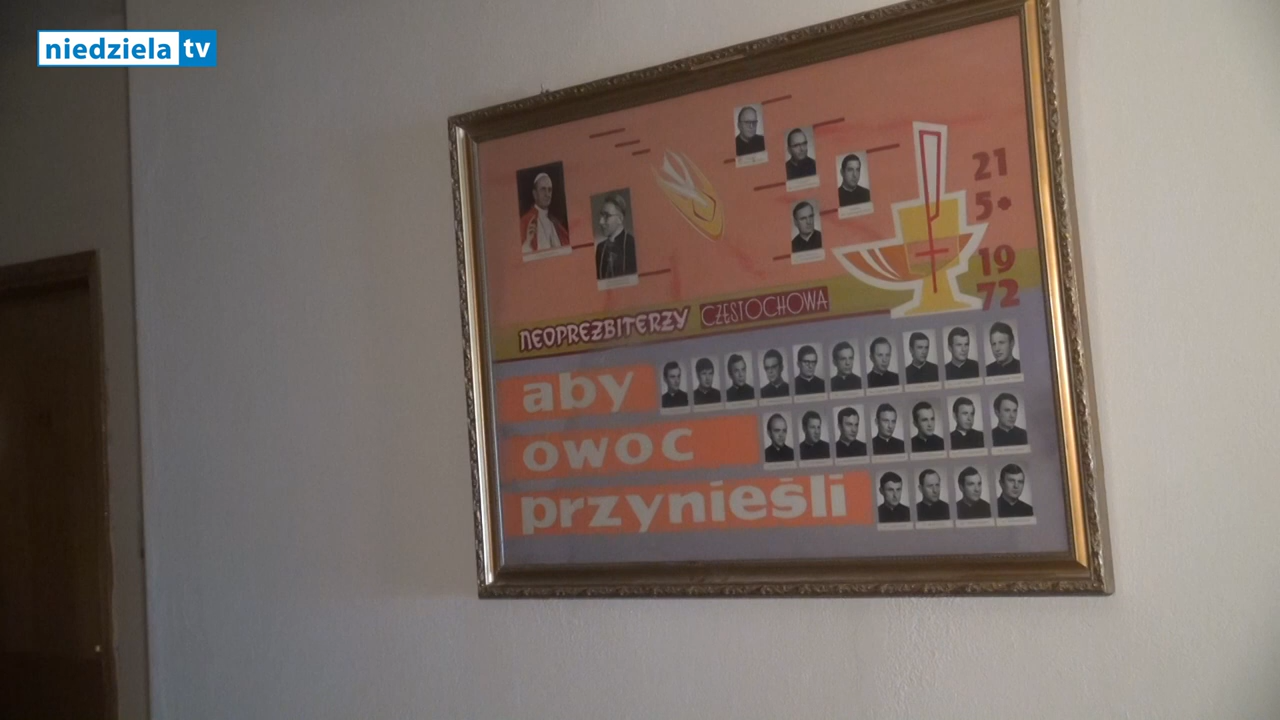 niedziela tv
21
5•
19
72
NEOPREZBITERZY CZĘSTOCHOWA
aby
owoc
przynieśli